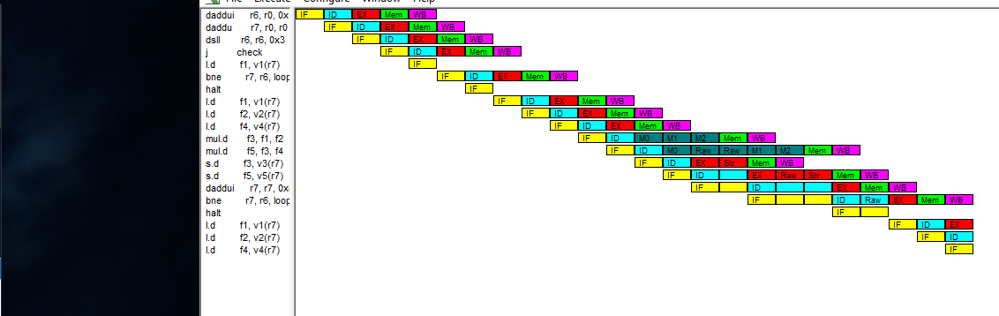 File Execute Configure Window Help
daddui r6, r0, 0x IF ID EX Mem WB
daddu r7, r0, r0 IF ID EX Mem WB
dsll r6, r6, 0x3 IF ID EX Mem WB
j check IF ID EX Mem WB
l.d f1, v1(r7) IF
bne r7, r6, loop IF ID EX Mem WB
halt IF
l.d f1, v1(r7) IF ID EX Mem WB
l.d f2, v2(r7) IF ID EX Mem WB
l.d f4, v4(r7) IF ID EX Mem WB
mul.d f3, f1, f2 IF ID M0 M1 M2 Mem WB
mul.d f5, f3, f4 IF ID M0 Raw Raw M1 M2 Mem WB
s.d f3, v3(r7) IF ID EX Str Mem WB
s.d f5, v5(r7) IF ID EX Raw Str Mem WB
daddui r7, r7, 0x IF ID EX Mem WB
bne r7, r6, loop IF ID Raw EX Mem WB
halt IF
l.d f1, v1(r7) IF ID EX
l.d f2, v2(r7) IF ID
l.d f4, v4(r7) IF